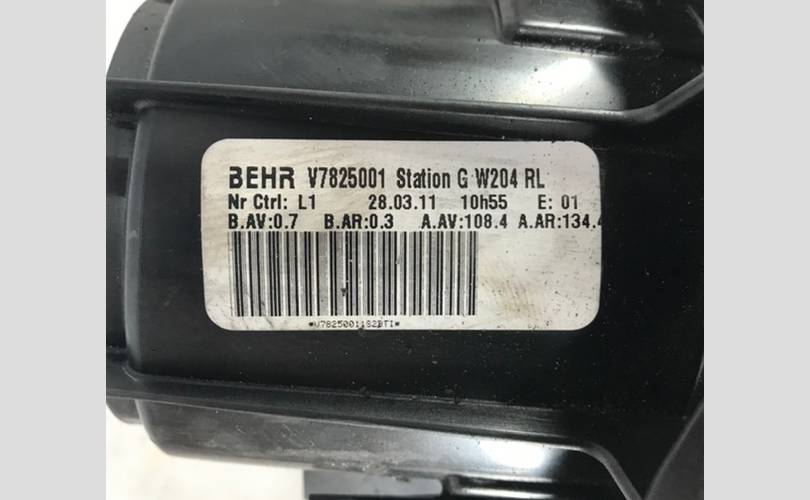 BEHR V7825001 Station G W204 RL
Nr Ctrl: L1 28.03.11 10h55 E: 01
B.AV:0.7 B.AR:0.3 A.AV:108.4 A.AR:134.4